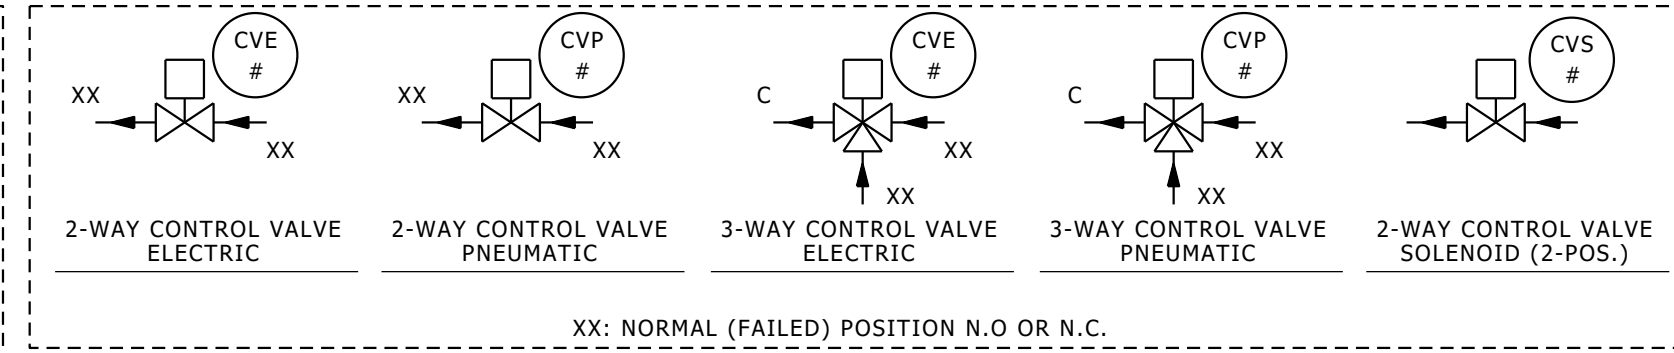 CVE
#
XX
XX
2-WAY CONTROL VALVE
ELECTRIC
CVP
#
XX
XX
2-WAY CONTROL VALVE
PNEUMATIC
CVE
#
C
XX
XX
3-WAY CONTROL VALVE
ELECTRIC
CVP
#
C
XX
XX
3-WAY CONTROL VALVE
PNEUMATIC
CVS
#
2-WAY CONTROL VALVE
SOLENOID (2-POS.)
XX: NORMAL (FAILED) POSITION N.O OR N.C.